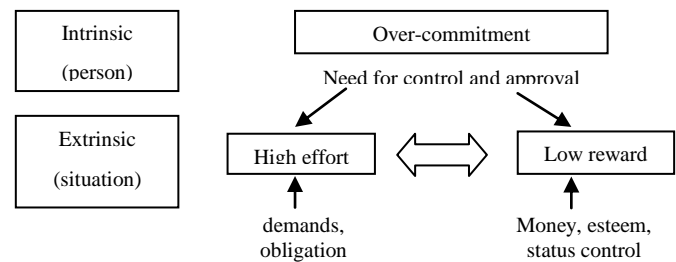 Intrinsic
(person)
Over-commitment
Need for control and approval
Extrinsic
(situation)
High effort
Low reward
demands,
obligation
Money, esteem,
status control